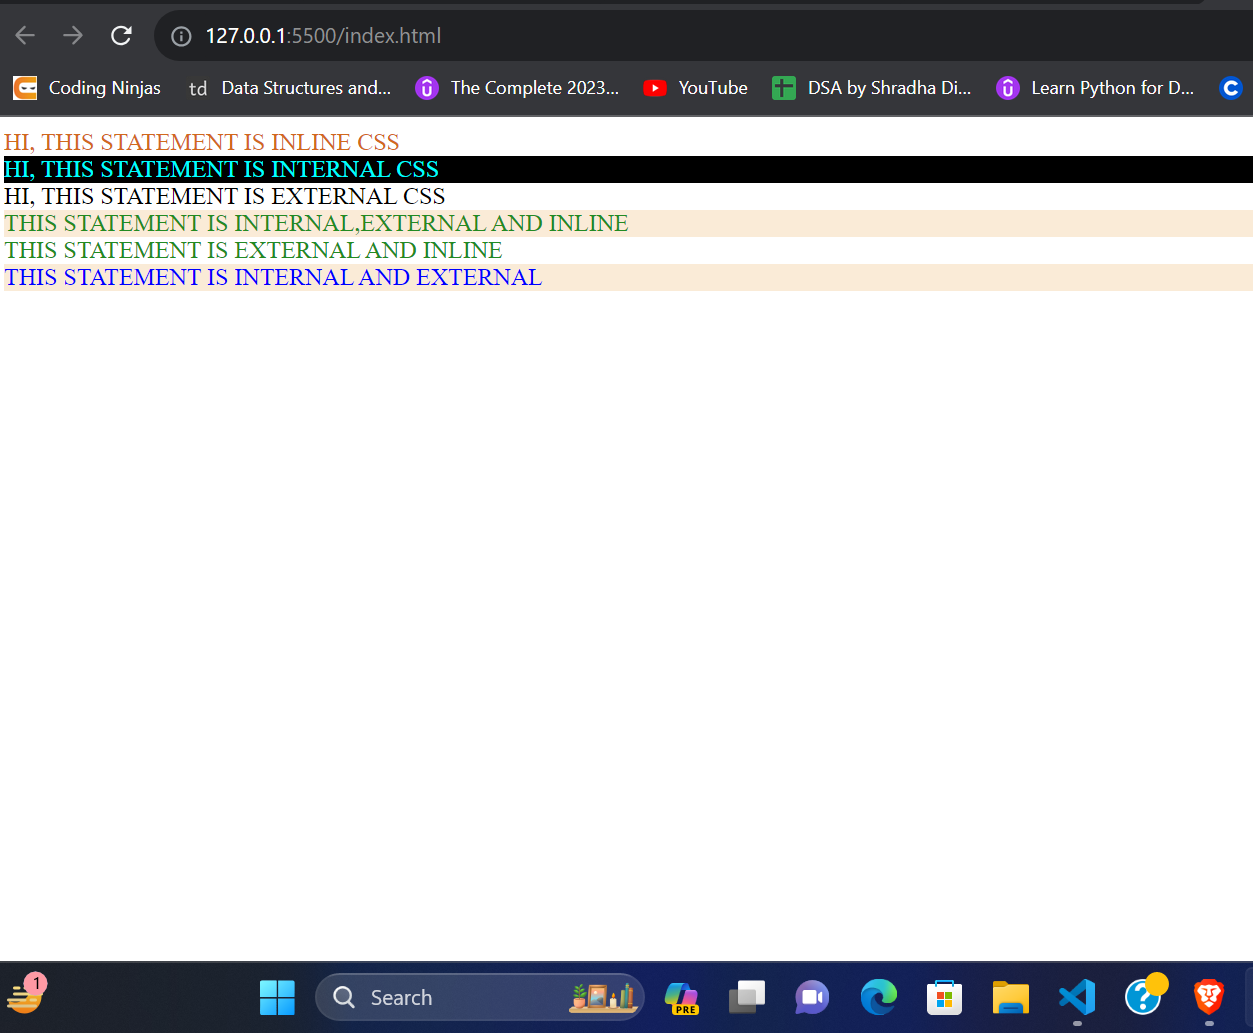 127.0.0.1:5500/index.html
Coding Ninjas td Data Structures and... The Complete 2023... YouTube DSA by Shradha Di... Learn Python for D... C
HI, THIS STATEMENT IS INLINE CSS
HI, THIS STATEMENT IS INTERNAL CSS
HI, THIS STATEMENT IS EXTERNAL CSS
THIS STATEMENT IS INTERNAL,EXTERNAL AND INLINE
THIS STATEMENT IS EXTERNAL AND INLINE
THIS STATEMENT IS INTERNAL AND EXTERNAL
1 Search PRE ?